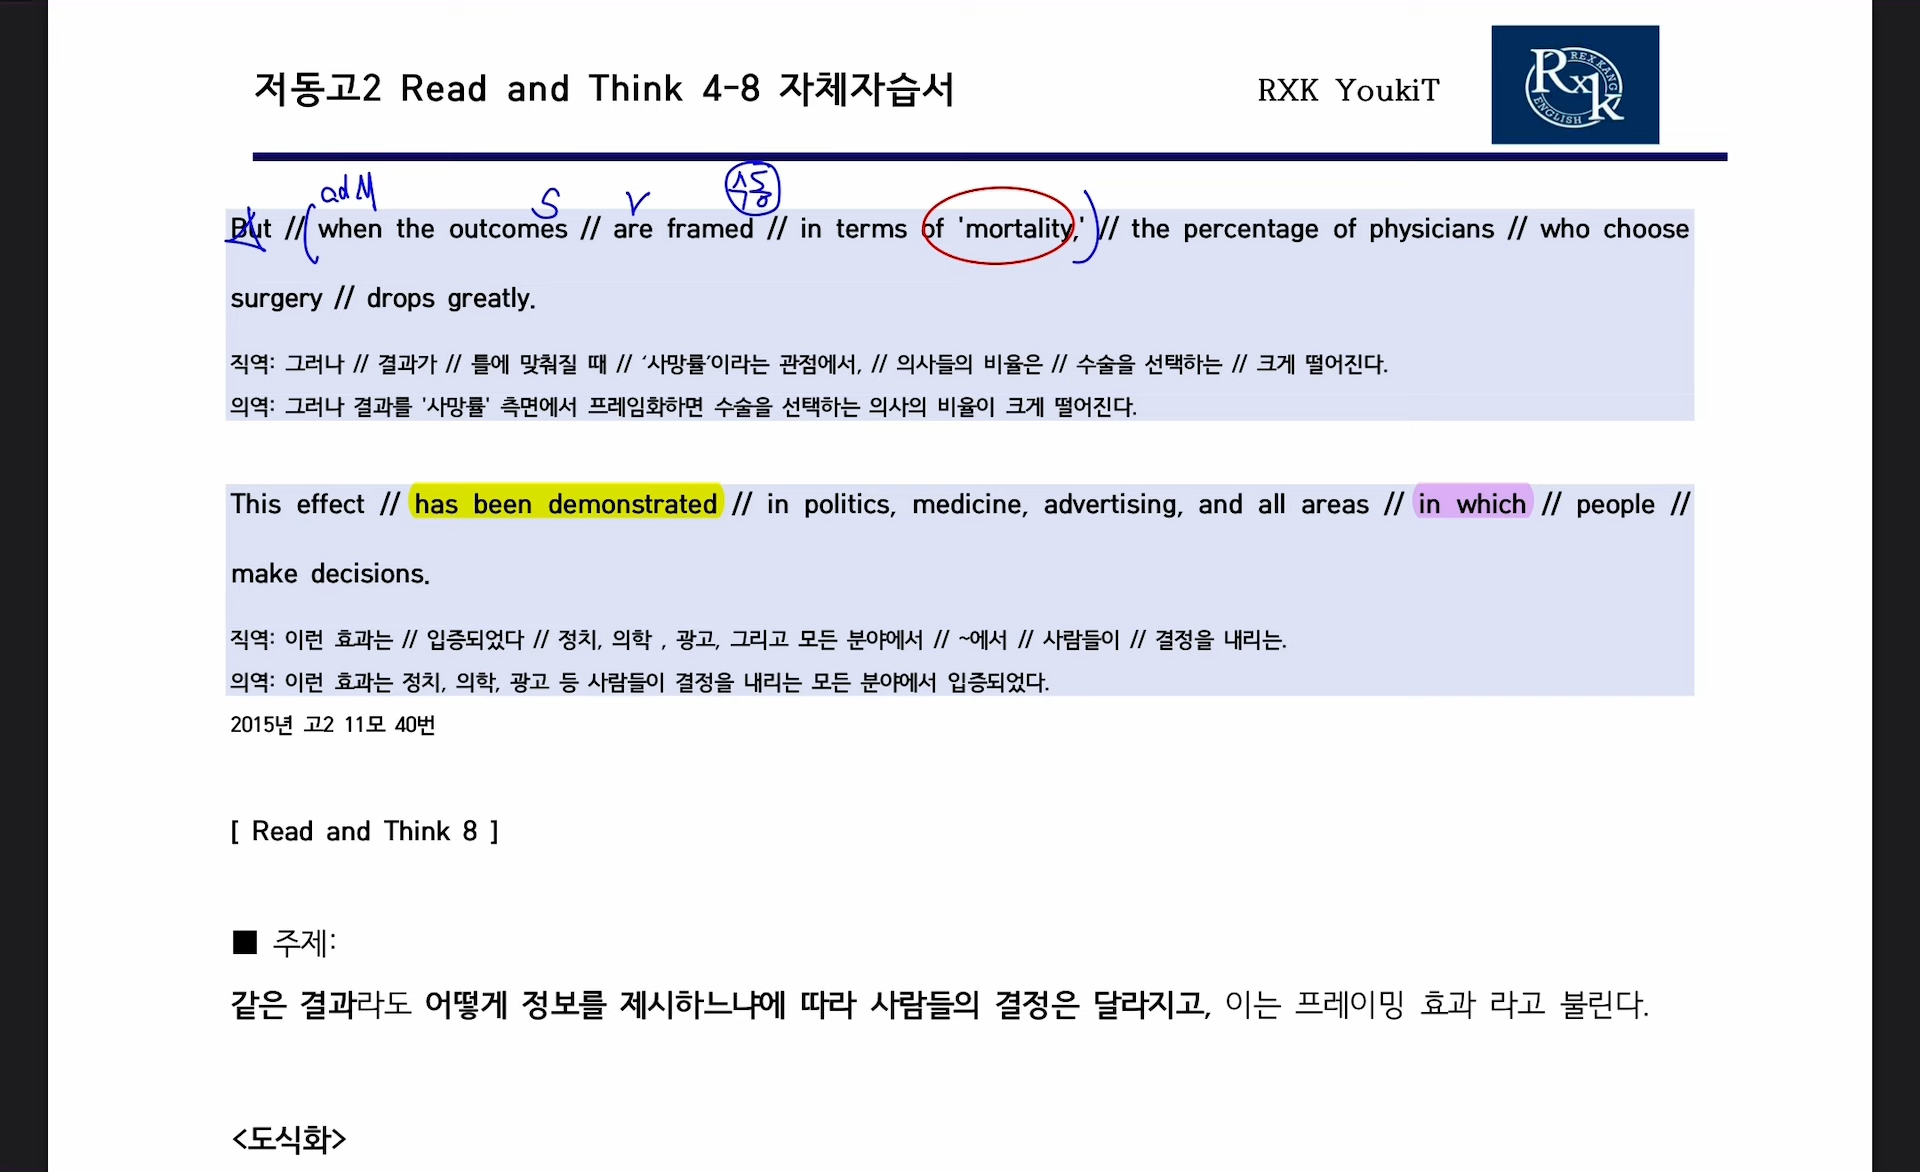 저동고2 Read and Think 4-8 자체자습서 RXK YoukiT
REX KANG
RXK
ENGLISH
adM S V 수동
But // (when the outcomes // are framed // in terms of 'mortality,') // the percentage of physicians // who choose
surgery // drops greatly.
직역: 그러나 // 결과가 // 틀에 맞춰질 때 // '사망률'이라는 관점에서, // 의사들의 비율은 // 수술을 선택하는 // 크게 떨어진다.
의역: 그러나 결과를 '사망률' 측면에서 프레임화하면 수술을 선택하는 의사의 비율이 크게 떨어진다.
This effect // has been demonstrated // in politics, medicine, advertising, and all areas // in which // people //
make decisions.
직역: 이런 효과는 // 입증되었다 // 정치, 의학 , 광고, 그리고 모든 분야에서 // ~에서 // 사람들이 // 결정을 내리는.
의역: 이런 효과는 정치, 의학, 광고 등 사람들이 결정을 내리는 모든 분야에서 입증되었다.
2015년 고2 11모 40번
[ Read and Think 8 ]
■ 주제:
같은 결과라도 어떻게 정보를 제시하느냐에 따라 사람들의 결정은 달라지고, 이는 프레이밍 효과 라고 불린다.
<도식화>